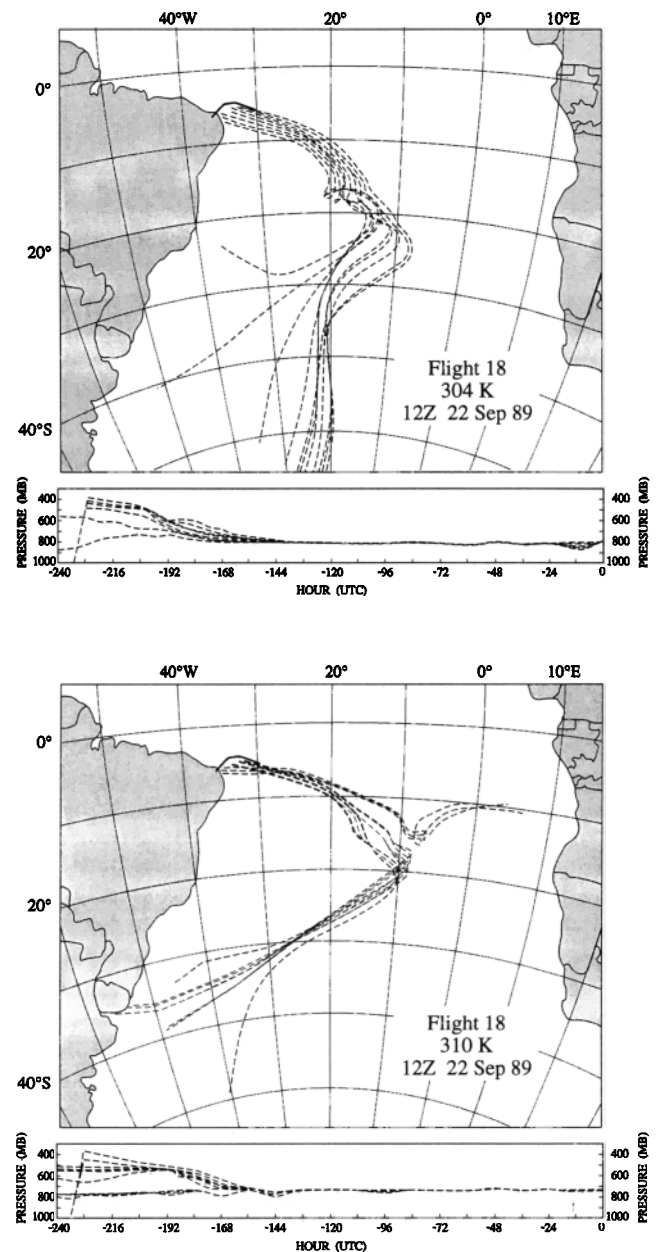 40°W 20° 0° 10°E
0°
20°
40°S
Flight 18
304 K
12Z 22 Sep 89
PRESSURE (MB)
400
600
800
1000
400
600
800
1000
PRESSURE (MB)
-240 -216 -192 -168 -144 -120 -96 -72 -48 -24 0
HOUR (UTC)
40°W 20° 0° 10°E
0°
20°
40°S
Flight 18
310 K
12Z 22 Sep 89
PRESSURE (MB)
400
600
800
1000
400
600
800
1000
PRESSURE (MB)
-240 -216 -192 -168 -144 -120 -96 -72 -48 -24 0
HOUR (UTC)